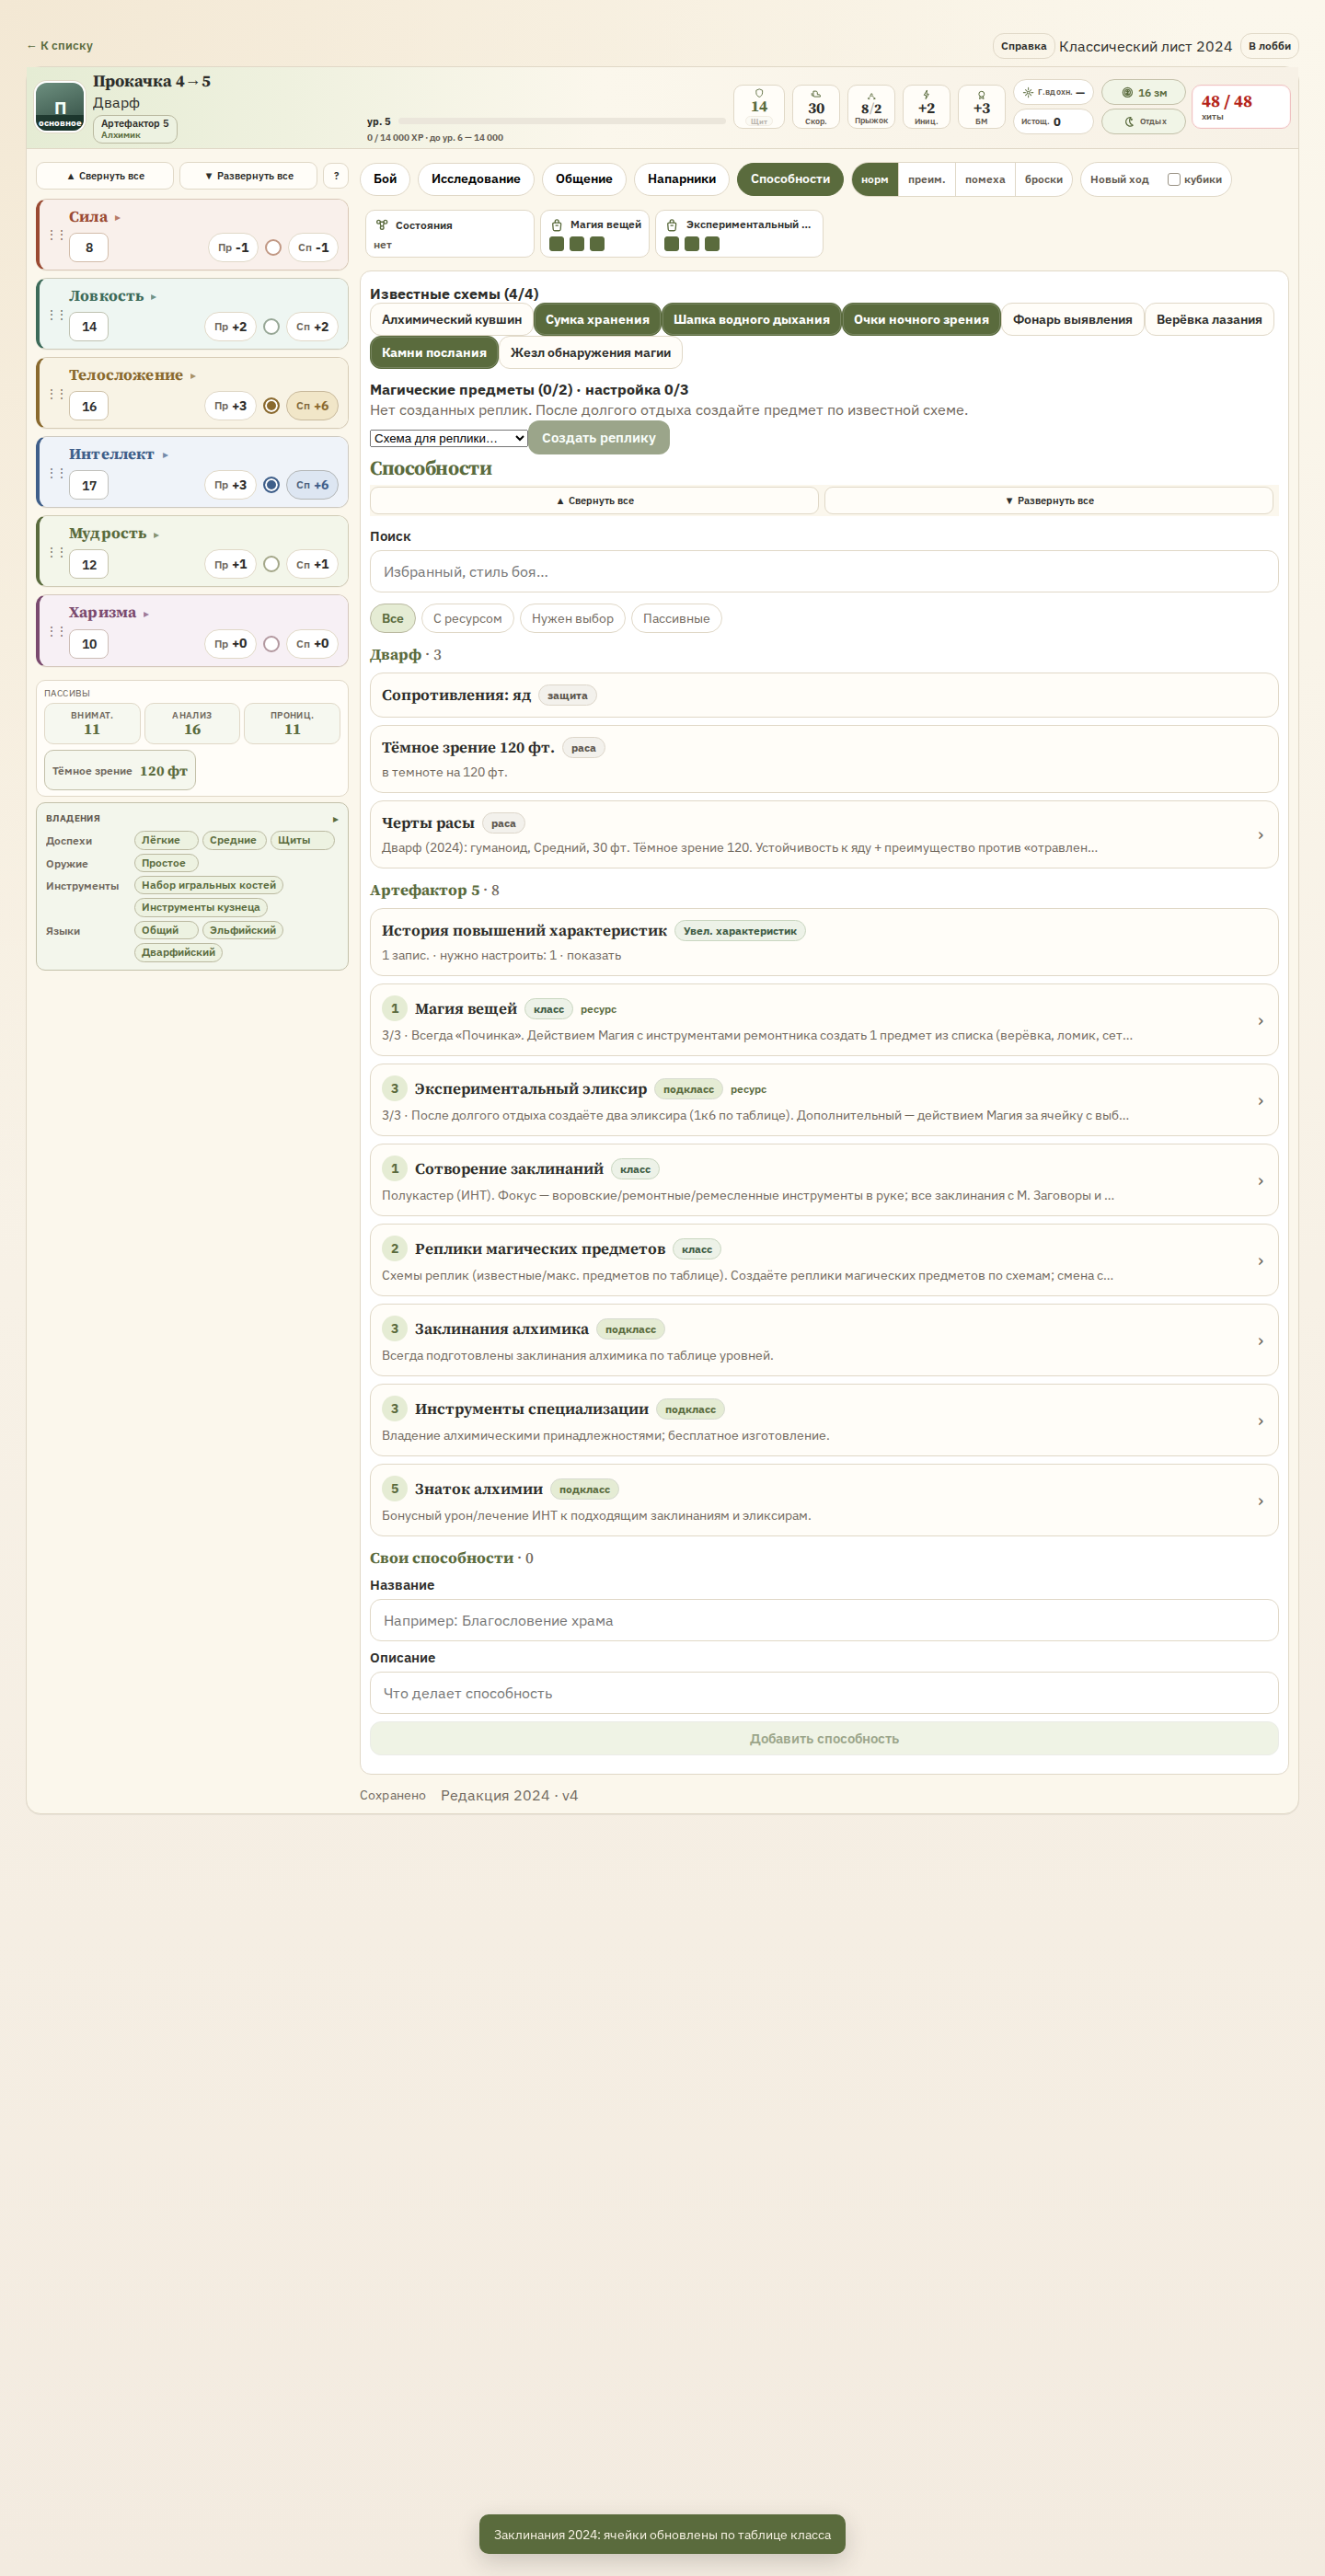 ← К списку
Справка Классический лист 2024 В лобби
П
основное
Прокачка 4→5
Дварф
Артефактор 5
Алхимик
ур. 5
0 / 14 000 XP · до ур. 6 — 14 000
14
Щит
30
Скор.
8/2
Прыжок
+2
Иниц.
+3
БМ
Г.вдохн. —
Истощ. 0
16 зм
Отдых
48 / 48
хиты
▲ Свернуть все ▼ Развернуть все ?
Сила ▸
8 Пр -1 Сп -1
Ловкость ▸
14 Пр +2 Сп +2
Телосложение ▸
16 Пр +3 Сп +6
Интеллект ▸
17 Пр +3 Сп +6
Мудрость ▸
12 Пр +1 Сп +1
Харизма ▸
10 Пр +0 Сп +0
ПАССИВЫ
ВНИМАТ.
11
АНАЛИЗ
16
ПРОНИЦ.
11
Тёмное зрение 120 фт
ВЛАДЕНИЯ ▸
Доспехи Лёгкие Средние Щиты
Оружие Простое
Инструменты Набор игральных костей
Инструменты кузнеца
Языки Общий Эльфийский
Дварфийский
Бой Исследование Общение Напарники Способности норм преим. помеха броски Новый ход кубики
Состояния
нет
Магия вещей
Экспериментальный ...
Известные схемы (4/4)
Алхимический кувшин Сумка хранения Шапка водного дыхания Очки ночного зрения Фонарь выявления Верёвка лазания
Камни послания Жезл обнаружения магии
Магические предметы (0/2) · настройка 0/3
Нет созданных реплик. После долгого отдыха создайте предмет по известной схеме.
Схема для реплики… Создать реплику
Способности
▲ Свернуть все ▼ Развернуть все
Поиск
Избранный, стиль боя…
Все С ресурсом Нужен выбор Пассивные
Дварф · 3
Сопротивления: яд защита
Тёмное зрение 120 фт. раса
в темноте на 120 фт.
Черты расы раса
Дварф (2024): гуманоид, Средний, 30 фт. Тёмное зрение 120. Устойчивость к яду + преимущество против «отравлен...
Артефактор 5 · 8
История повышений характеристик Увел. характеристик
1 запис. · нужно настроить: 1 · показать
1 Магия вещей класс ресурс
3/3 · Всегда «Починка». Действием Магия с инструментами ремонтника создать 1 предмет из списка (верёвка, ломик, сет...
3 Экспериментальный эликсир подкласс ресурс
3/3 · После долгого отдыха создаёте два эликсира (1к6 по таблице). Дополнительный — действием Магия за ячейку с выб...
1 Сотворение заклинаний класс
Полукастер (ИНТ). Фокус — воровские/ремонтные/ремесленные инструменты в руке; все заклинания с М. Заговоры и ...
2 Реплики магических предметов класс
Схемы реплик (известные/макс. предметов по таблице). Создаёте реплики магических предметов по схемам; смена с...
3 Заклинания алхимика подкласс
Всегда подготовлены заклинания алхимика по таблице уровней.
3 Инструменты специализации подкласс
Владение алхимическими принадлежностями; бесплатное изготовление.
5 Знаток алхимии подкласс
Бонусный урон/лечение ИНТ к подходящим заклинаниям и эликсирам.
Свои способности · 0
Название
Например: Благословение храма
Описание
Что делает способность
Добавить способность
Сохранено Редакция 2024 · v4
Заклинания 2024: ячейки обновлены по таблице класса